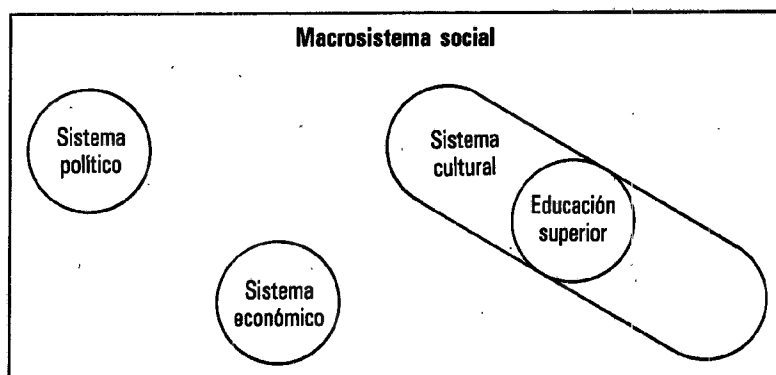 Macrosistema social
Sistema
político
Sistema
cultural
Educación
superior
Sistema
económico